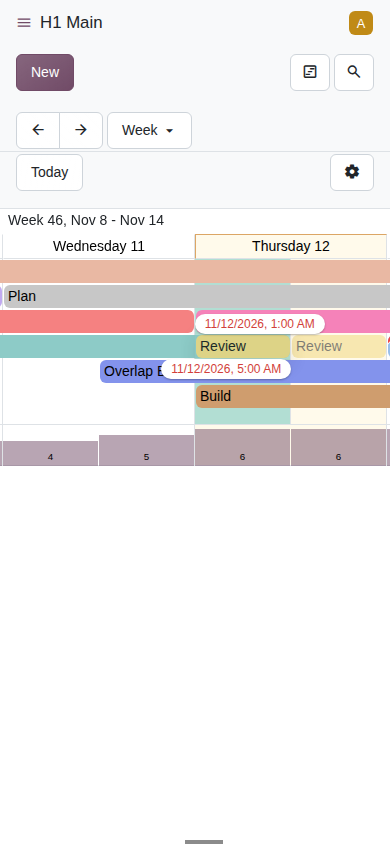 H1 Main
A
New
Week
Today
Week 46, Nov 8 - Nov 14
Wednesday 11
Thursday 12
Plan
11/12/2026, 1:00 AM
Review
Review
Overlap
11/12/2026, 5:00 AM
Build
4
5
6
6